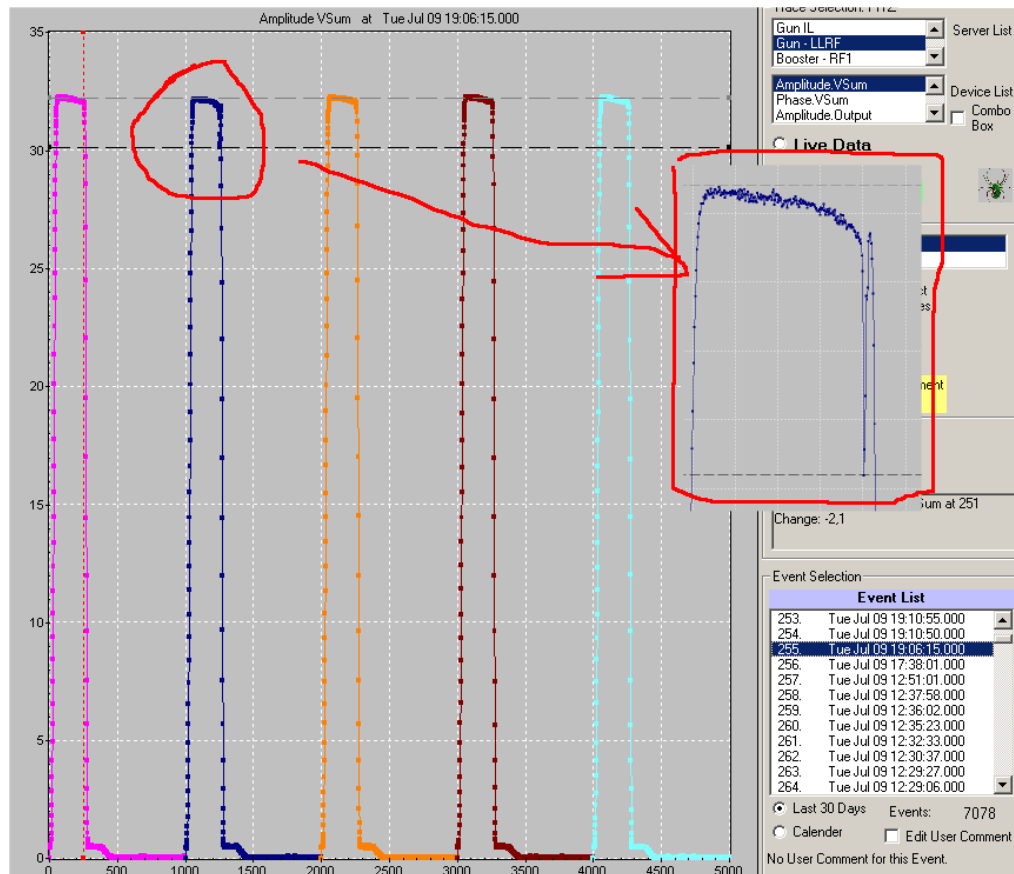 Amplitude VSum at Tue Jul 09 19:06:15.000
35
30
25
20
15
10
5
0
0 500 1000 1500 2000 2500 3000 3500 4000 4500 5000
Gun IL
Gun - LLRF
Booster - RF1
Server List
Amplitude.VSum
Phase.VSum
Amplitude.Output
Device List
Combo
Box
Live Data
Sum at 251
Change: -2,1
Event Selection
Event List
253. Tue Jul 09 19:10:55.000
254. Tue Jul 09 19:10:50.000
255. Tue Jul 09 19:06:15.000
256. Tue Jul 09 17:38:01.000
257. Tue Jul 09 12:51:01.000
258. Tue Jul 09 12:37:58.000
259. Tue Jul 09 12:36:02.000
260. Tue Jul 09 12:35:23.000
261. Tue Jul 09 12:32:33.000
262. Tue Jul 09 12:30:37.000
263. Tue Jul 09 12:29:27.000
264. Tue Jul 09 12:29:06.000
Last 30 Days Events: 7078
Calender Edit User Comment
No User Comment for this Event.